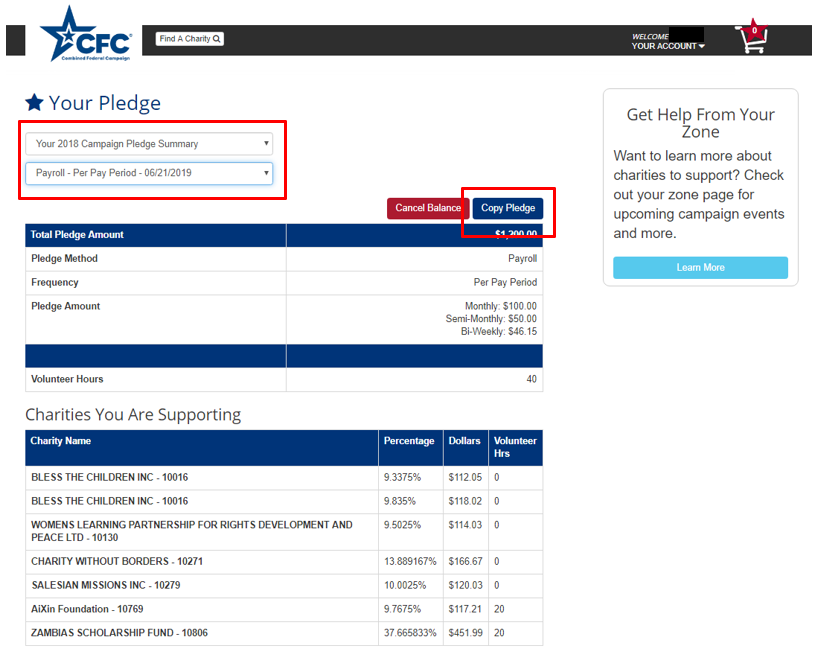 CFC
Combined Federal Campaign
Find A Charity
WELCOME
YOUR ACCOUNT
0
Your Pledge
Your 2018 Campaign Pledge Summary
Payroll - Per Pay Period - 06/21/2019
Cancel Balance
Copy Pledge
Total Pledge Amount $1,200.00
Pledge Method Payroll
Frequency Per Pay Period
Pledge Amount Monthly: $100.00
Semi-Monthly: $50.00
Bi-Weekly: $46.15
Volunteer Hours 40
Charities You Are Supporting
Charity Name Percentage Dollars Volunteer
Hrs
BLESS THE CHILDREN INC - 10016 9.3375% $112.05 0
BLESS THE CHILDREN INC - 10016 9.835% $118.02 0
WOMENS LEARNING PARTNERSHIP FOR RIGHTS DEVELOPMENT AND 9.5025% $114.03 0
PEACE LTD - 10130
CHARITY WITHOUT BORDERS - 10271 13.889167% $166.67 0
SALESIAN MISSIONS INC - 10279 10.0025% $120.03 0
AiXin Foundation - 10769 9.7675% $117.21 20
ZAMBIAS SCHOLARSHIP FUND - 10806 37.665833% $451.99 20
Get Help From Your
Zone
Want to learn more about
charities to support? Check
out your zone page for
upcoming campaign events
and more.
Learn More